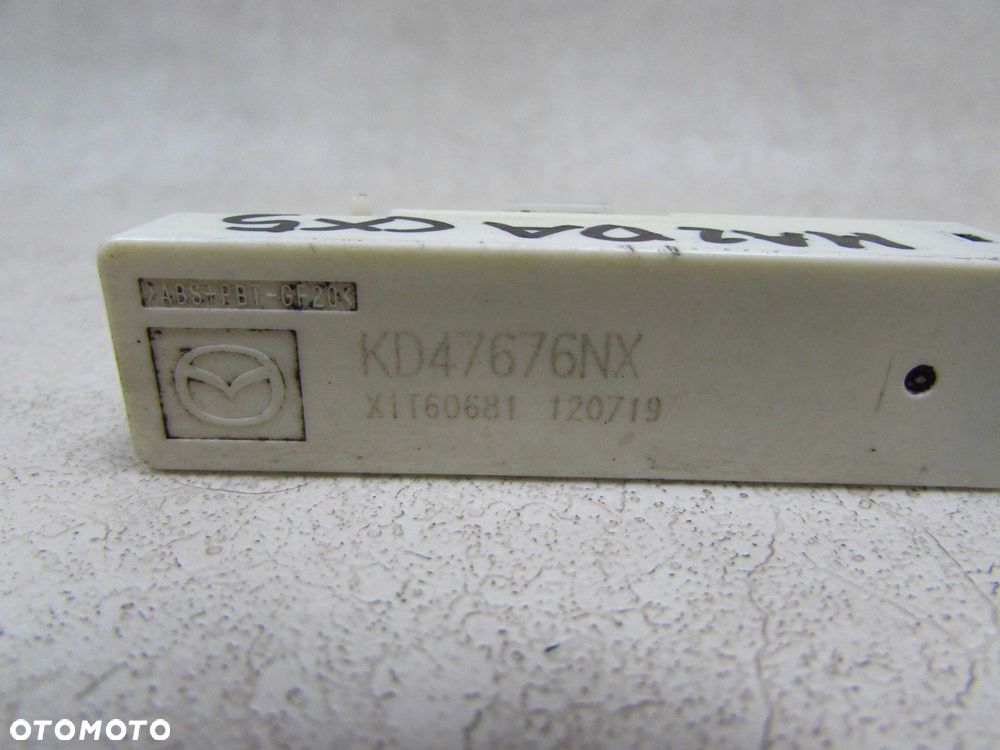 MAZDA CX5
>ABS+PBT-GF20<
KD47676NX
X1T60681 120719
OTOMOTO